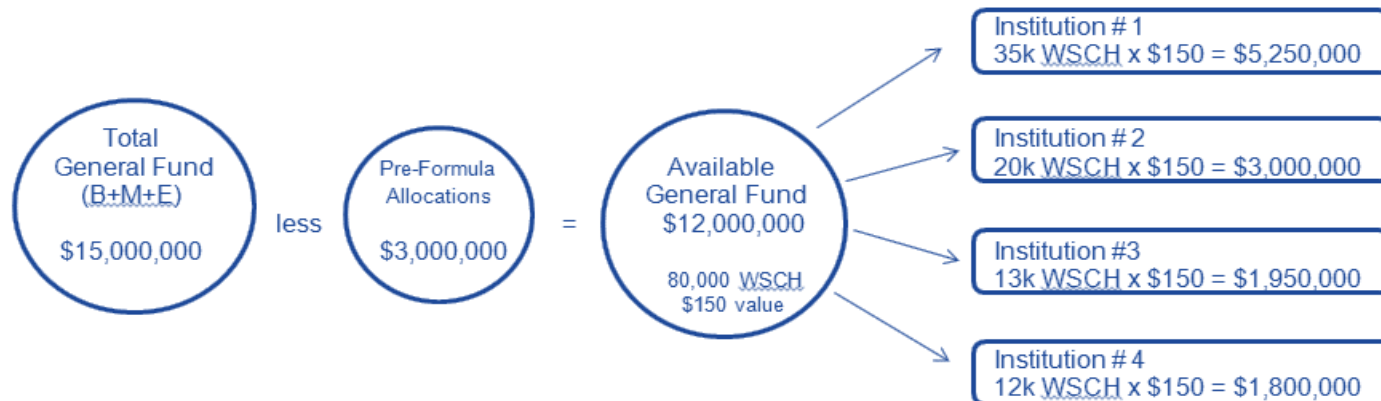 Total
General Fund
(B+M+E)
$15,000,000
less
Pre-Formula
Allocations
$3,000,000
=
Available
General Fund
$12,000,000
80,000 WSCH
$150 value
Institution # 1
35k WSCH x $150 = $5,250,000
Institution # 2
20k WSCH x $150 = $3,000,000
Institution #3
13k WSCH x $150 = $1,950,000
Institution # 4
12k WSCH x $150 = $1,800,000